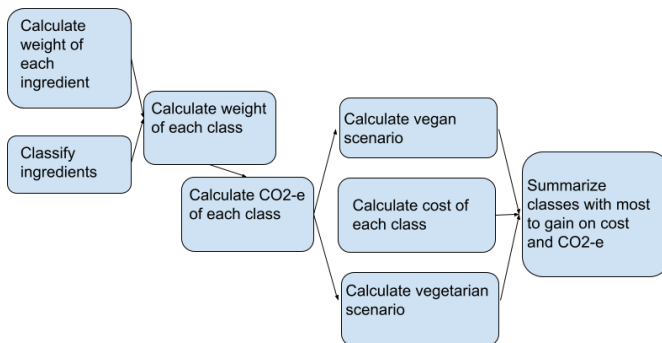 Calculate
weight of
each
ingredient
Classify
ingredients
Calculate weight
of each class
Calculate CO2-e
of each class
Calculate vegan
scenario
Calculate cost of
each class
Calculate vegetarian
scenario
Summarize
classes with most
to gain on cost
and CO2-e